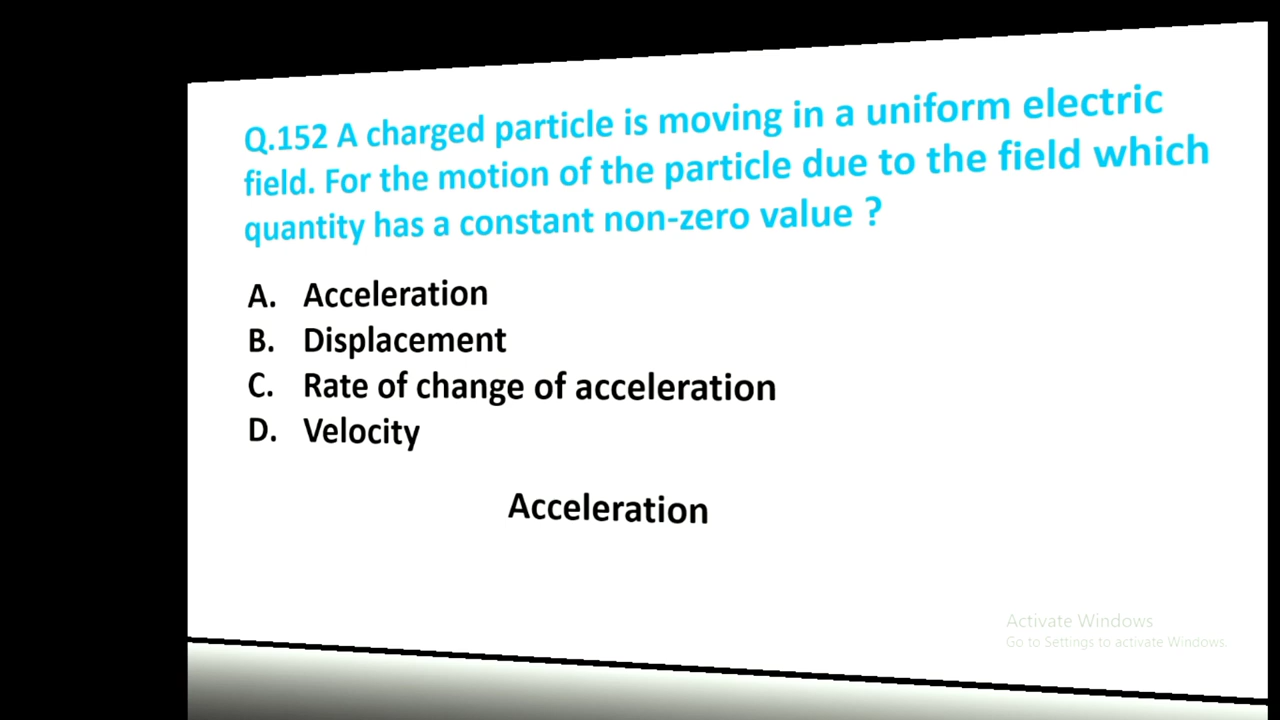 Q.152 A charged particle is moving in a uniform electric
field. For the motion of the particle due to the field which
quantity has a constant non-zero value ?
A. Acceleration
B. Displacement
C. Rate of change of acceleration
D. Velocity
Acceleration
Activate Windows
Go to Settings to activate Windows.